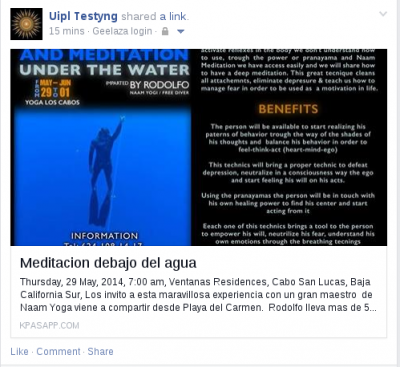 Uipl Testyng shared a link.
15 mins · Geelaza login ·
AND MEDITATION
UNDER THE WATER
FROM MAY - JUN
29 TO 01
YOGA LOS CABOS
IMPARTED BY RODOLFO
NAAM YOGI / FREE DIVER
INFORMATION
activate reflexes in the body we don't understand how
to use, trough the power or pranayama and Naam
Meditation we have access easily and we will share how
to have a deep meditation. This great tecnique cleans
all attachemnts, eliminate depresure & teach us how to
manage fear in order to be used as a motivation in life.
BENEFITS
The person will be available to start realizing his
paterns of behavior trough the way of the shades of
his thoughts and balance his behavior in order to
feel-think-act (heart-mind-ego)
This technics will bring a proper technic to defeat
depression, neutralize in a consciousness way the ego
and start feeling his will on his acts.
Using the pranayamas the person will be in touch with
his own healing power to find his center and start
acting from it
Eeach one of this technics brings a tool to the person
to empower his will, neutrilize his fear, understand his
own emotions through the breathing tecnings
Meditacion debajo del agua
Thursday, 29 May, 2014, 7:00 am, Ventanas Residences, Cabo San Lucas, Baja
California Sur, Los invito a esta maravillosa experiencia con un gran maestro de
Naam Yoga viene a compartir desde Playa del Carmen. Rodolfo lleva mas de 5...
KPASAPP.COM
Like · Comment · Share